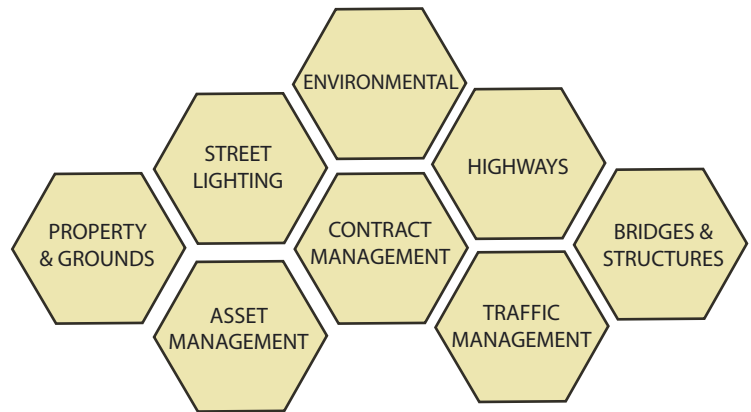 ENVIRONMENTAL
STREET
LIGHTING
HIGHWAYS
PROPERTY
& GROUNDS
CONTRACT
MANAGEMENT
BRIDGES &
STRUCTURES
ASSET
MANAGEMENT
TRAFFIC
MANAGEMENT